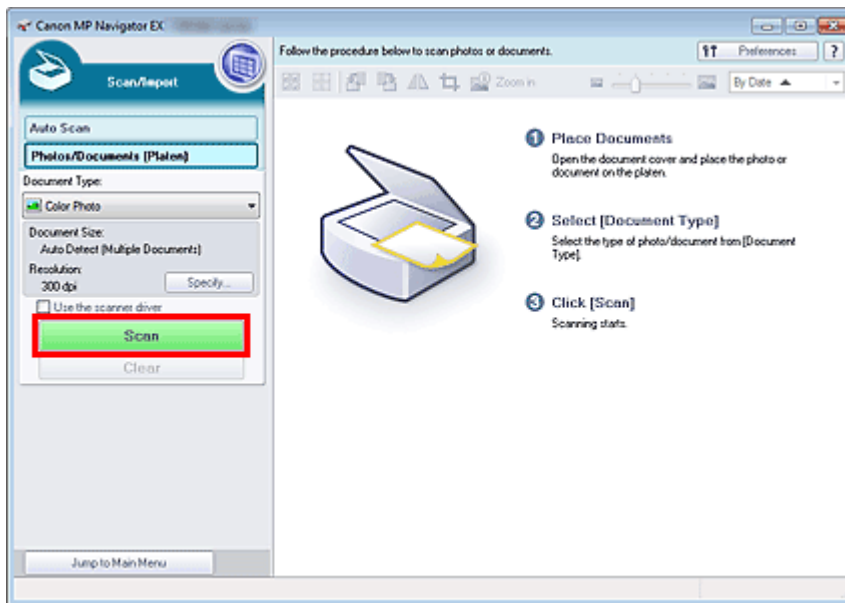 Canon MP Navigator EX
Scan/Import
Follow the procedure below to scan photos or documents.
Preferences
?
Zoom in
By Date
Auto Scan
Photos/Documents (Platen)
Document Type:
Color Photo
Document Size:
Auto Detect (Multiple Documents)
Resolution:
300 dpi
Specify...
Use the scanner driver
Scan
Clear
1 Place Documents
Open the document cover and place the photo or
document on the platen.
2 Select [Document Type]
Select the type of photo/document from [Document
Type].
3 Click [Scan]
Scanning starts.
Jump to Main Menu